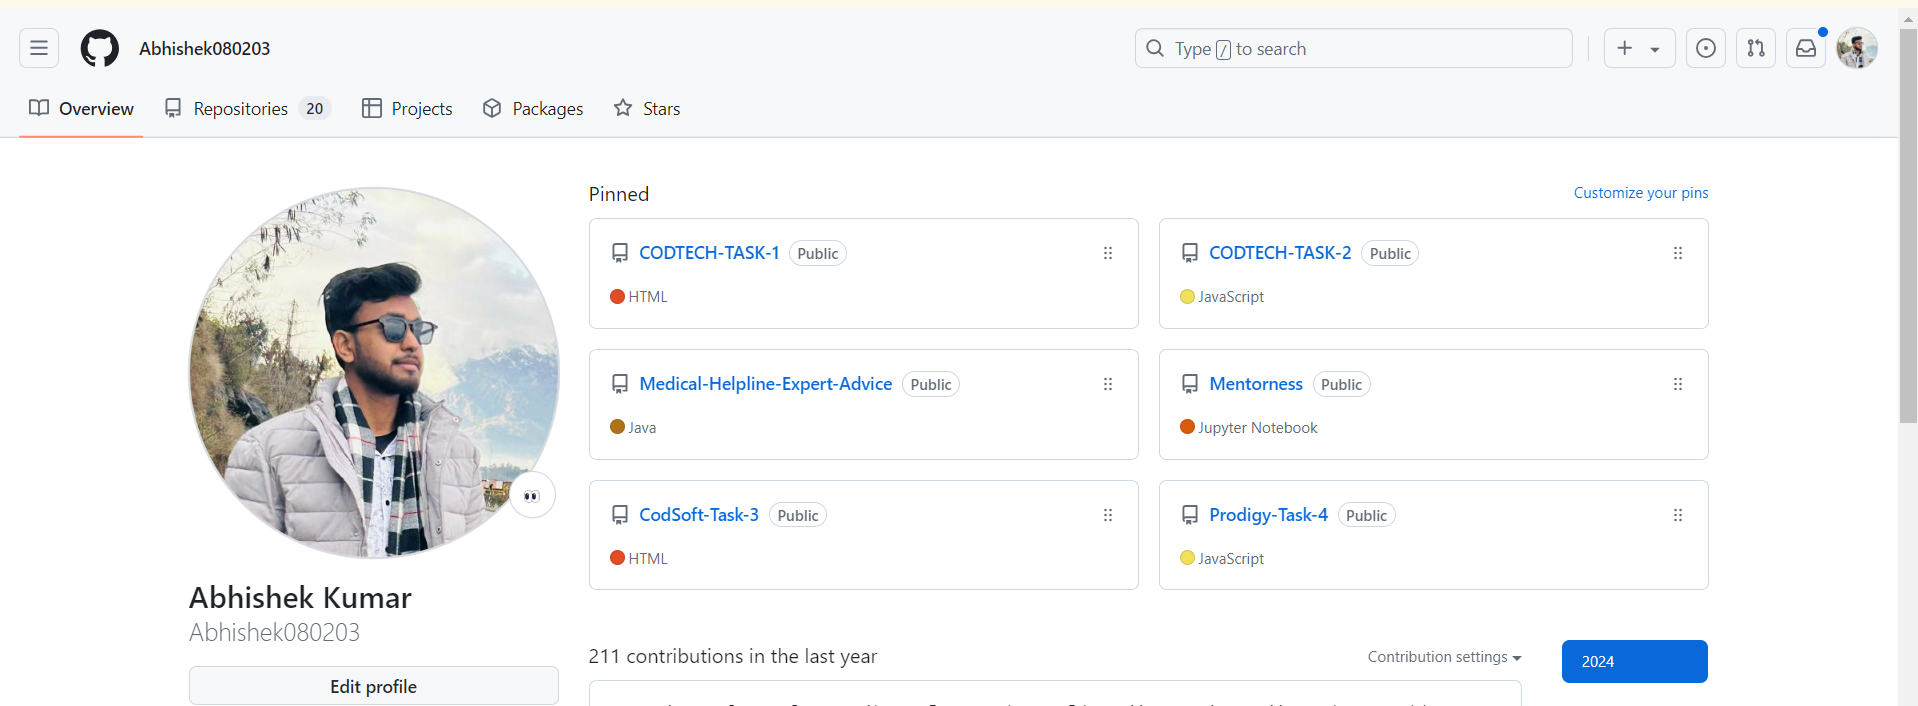 Abhishek080203
Type / to search
Overview
Repositories 20
Projects
Packages
Stars
Pinned
Customize your pins
CODTECH-TASK-1 Public
HTML
CODTECH-TASK-2 Public
JavaScript
Medical-Helpline-Expert-Advice Public
Java
Mentorness Public
Jupyter Notebook
CodSoft-Task-3 Public
HTML
Prodigy-Task-4 Public
JavaScript
Abhishek Kumar
Abhishek080203
Edit profile
211 contributions in the last year
Contribution settings
2024